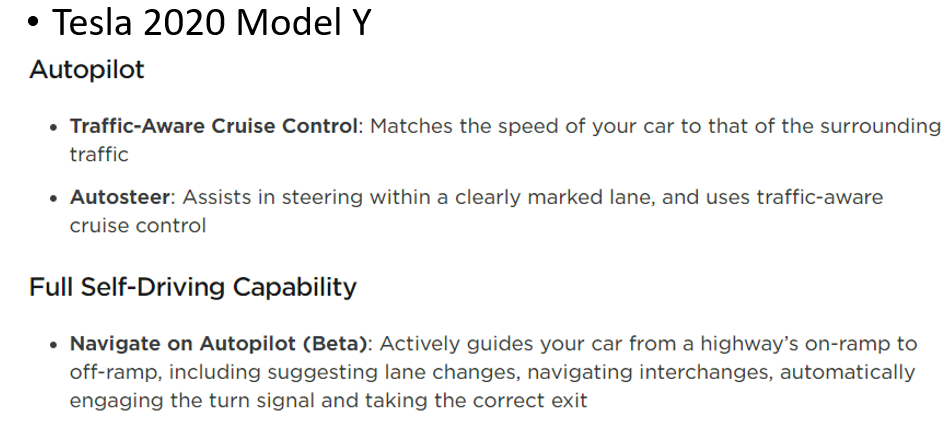 • Tesla 2020 Model Y
Autopilot
• Traffic-Aware Cruise Control: Matches the speed of your car to that of the surrounding
traffic
• Autosteer: Assists in steering within a clearly marked lane, and uses traffic-aware
cruise control
Full Self-Driving Capability
• Navigate on Autopilot (Beta): Actively guides your car from a highway’s on-ramp to
off-ramp, including suggesting lane changes, navigating interchanges, automatically
engaging the turn signal and taking the correct exit